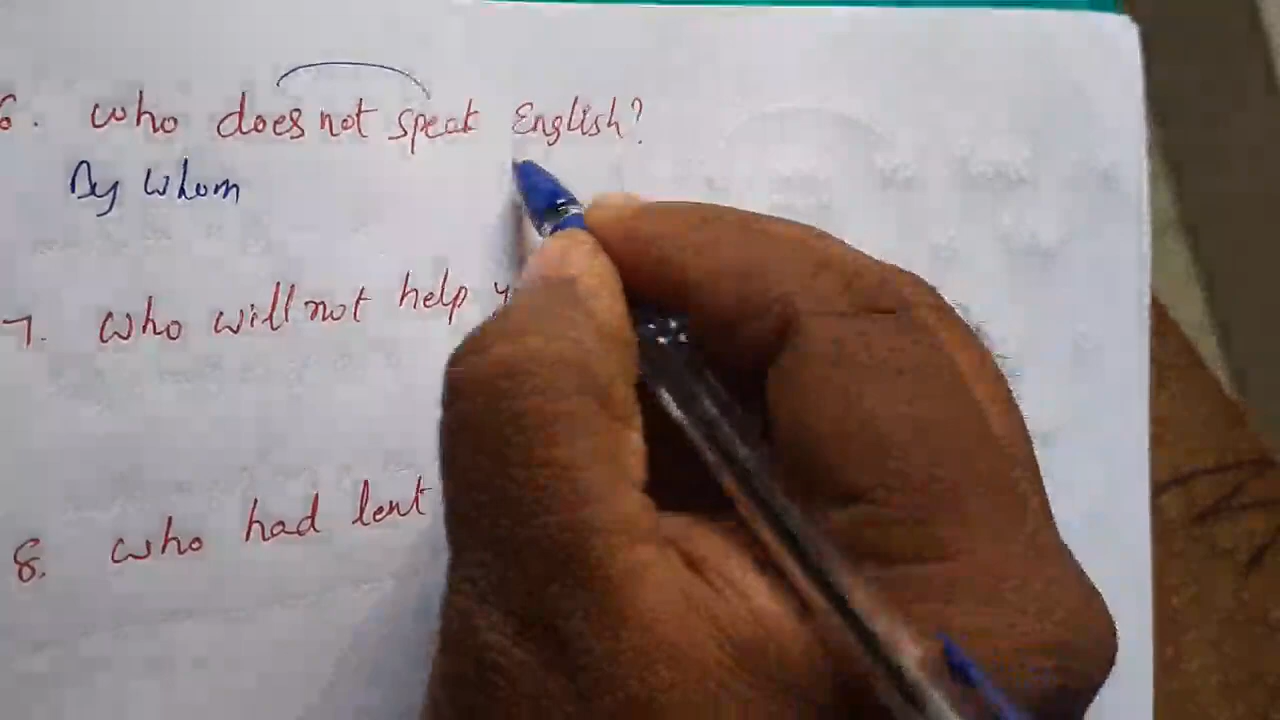 6. who does not speak English?
By whom
7. who will not help
8. who had lent